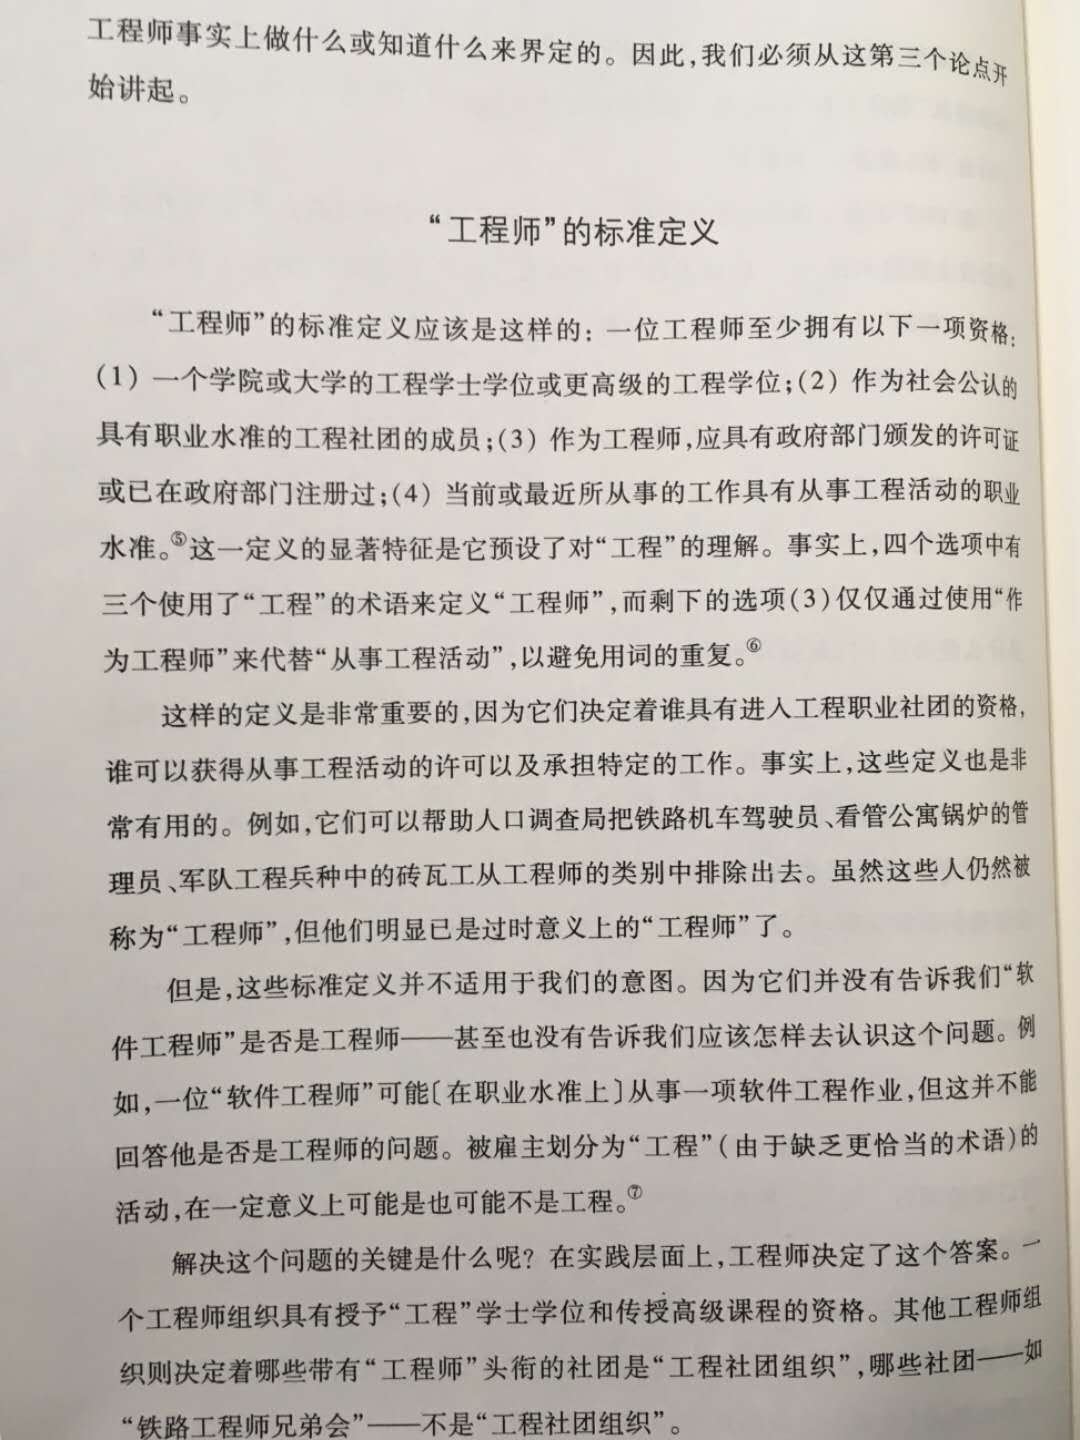 工程师事实上做什么或知道什么来界定的。因此,我们必须从这第三个论点开
始讲起。
“工程师”的标准定义
“工程师”的标准定义应该是这样的:一位工程师至少拥有以下一项资格:
(1) 一个学院或大学的工程学士学位或更高级的工程学位;(2) 作为社会公认的
具有职业水准的工程社团的成员;(3) 作为工程师,应具有政府部门颁发的许可证
或已在政府部门注册过;(4) 当前或最近所从事的工作具有从事工程活动的职业
水准。⑤这一定义的显著特征是它预设了对“工程”的理解。事实上,四个选项中有
三个使用了“工程”的术语来定义“工程师”,而剩下的选项(3)仅仅通过使用“作
为工程师”来代替“从事工程活动”,以避免用词的重复。⑥
这样的定义是非常重要的,因为它们决定着谁具有进入工程职业社团的资格,
谁可以获得从事工程活动的许可以及承担特定的工作。事实上,这些定义也是非
常有用的。例如,它们可以帮助人口调查局把铁路机车驾驶员、看管公寓锅炉的管
理员、军队工程兵种中的砖瓦工从工程师的类别中排除出去。虽然这些人仍然被
称为“工程师”,但他们明显已是过时意义上的“工程师”了。
但是,这些标准定义并不适用于我们的意图。因为它们并没有告诉我们“软
件工程师”是否是工程师——甚至也没有告诉我们应该怎样去认识这个问题。例
如,一位“软件工程师”可能〔在职业水准上〕从事一项软件工程作业,但这并不能
回答他是否是工程师的问题。被雇主划分为“工程”(由于缺乏更恰当的术语)的
活动,在一定意义上可能是也可能不是工程。⑦
解决这个问题的关键是什么呢?在实践层面上,工程师决定了这个答案。一
个工程师组织具有授予“工程”学士学位和传授高级课程的资格。其他工程师组
织则决定着哪些带有“工程师”头衔的社团是“工程社团组织”,哪些社团——如
“铁路工程师兄弟会”——不是“工程社团组织”。